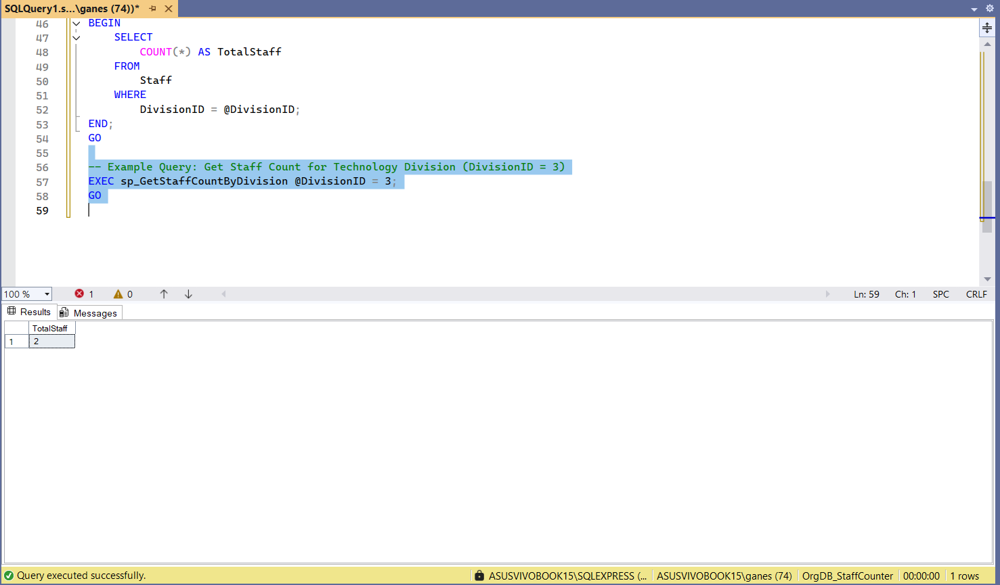 SQLQuery1.s...\ganes (74))*
46 BEGIN
47 SELECT
48 COUNT(*) AS TotalStaff
49 FROM
50 Staff
51 WHERE
52 DivisionID = @DivisionID;
53 END;
54 GO
55
56 -- Example Query: Get Staff Count for Technology Division (DivisionID = 3)
57 EXEC sp_GetStaffCountByDivision @DivisionID = 3;
58 GO
59
100 % 1 0 Ln: 59 Ch: 1 SPC CRLF
Results Messages
TotalStaff
1 2
Query executed successfully. ASUSVIVOBOOK15\SQLEXPRESS (... ASUSVIVOBOOK15\ganes (74) OrgDB_StaffCounter 00:00:00 1 rows